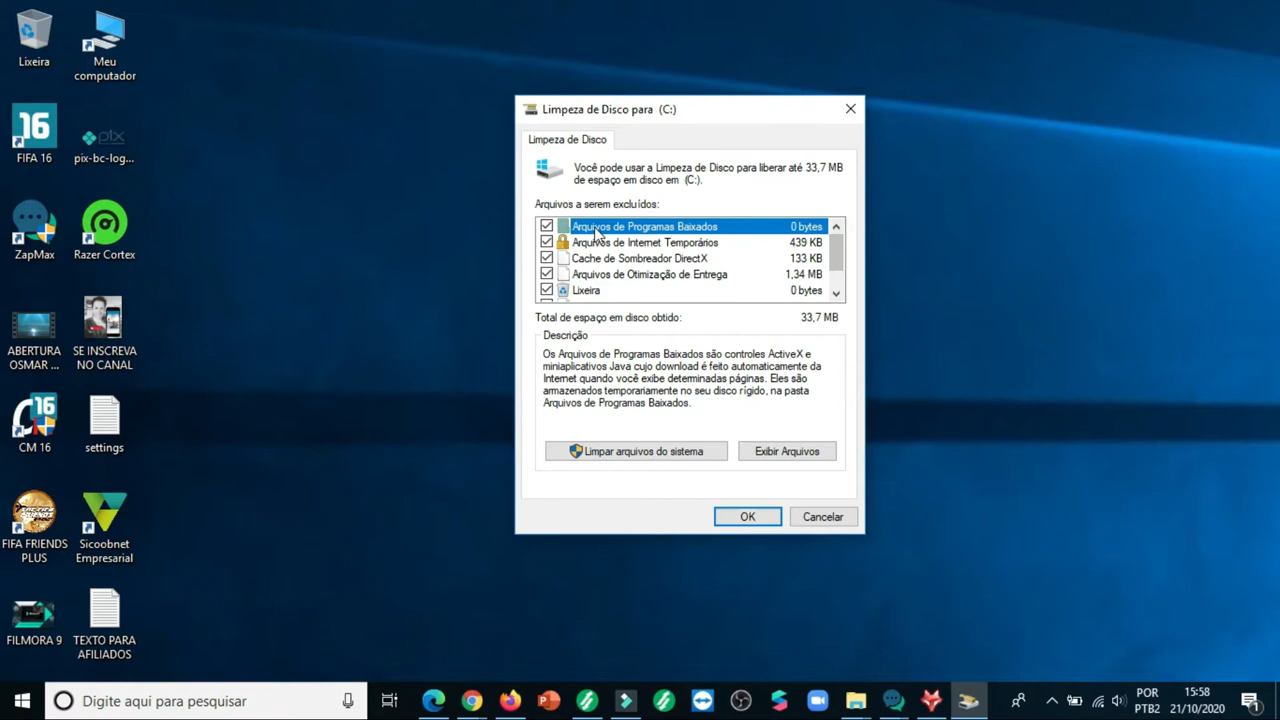 Lixeira
Meu
computador
16
FIFA 16
pix
pix-bc-log...
ZapMax
Razer Cortex
ABERTURA
OSMAR ...
SE INSCREVA
NO CANAL
16
CM 16
settings
FIFA FRIENDS
PLUS
Sicoobnet
Empresarial
FILMORA 9
TEXTO PARA
AFILIADOS
Limpeza de Disco para (C:)
Limpeza de Disco
Você pode usar a Limpeza de Disco para liberar até 33,7 MB
de espaço em disco em (C:).
Arquivos a serem excluídos:
Arquivos de Programas Baixados 0 bytes
Arquivos de Internet Temporários 439 KB
Cache de Sombreador DirectX 133 KB
Arquivos de Otimização de Entrega 1,34 MB
Lixeira 0 bytes
Total de espaço em disco obtido: 33,7 MB
Descrição
Os Arquivos de Programas Baixados são controles ActiveX e
miniaplicativos Java cujo download é feito automaticamente da
Internet quando você exibe determinadas páginas. Eles são
armazenados temporariamente no seu disco rígido, na pasta
Arquivos de Programas Baixados.
Limpar arquivos do sistema
Exibir Arquivos
OK
Cancelar
Digite aqui para pesquisar
POR
PTB2
15:58
21/10/2020
1